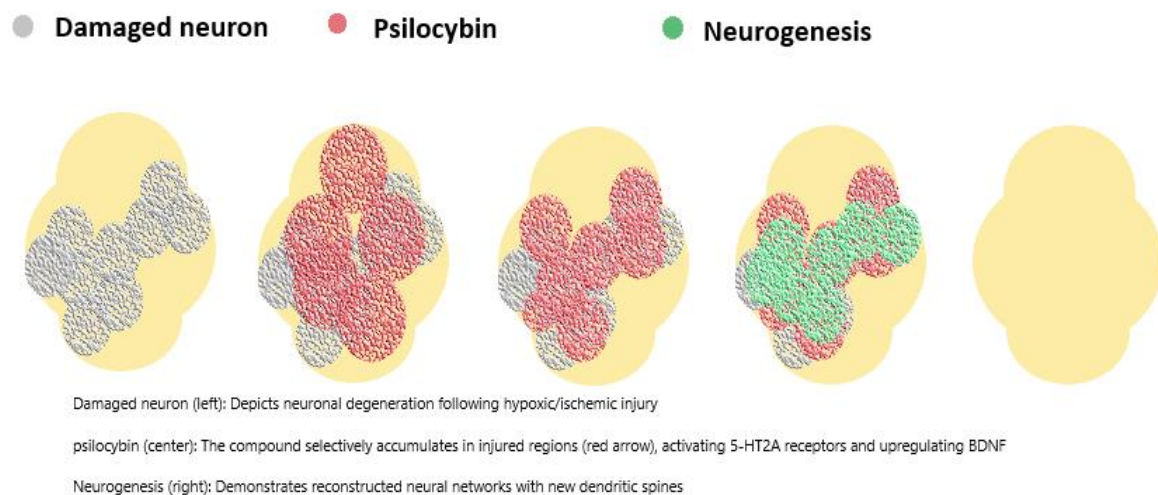 Damaged neuron
Psilocybin
Neurogenesis
Damaged neuron (left): Depicts neuronal degeneration following hypoxic/ischemic injury
psilocybin (center): The compound selectively accumulates in injured regions (red arrow), activating 5-HT2A receptors and upregulating BDNF
Neurogenesis (right): Demonstrates reconstructed neural networks with new dendritic spines